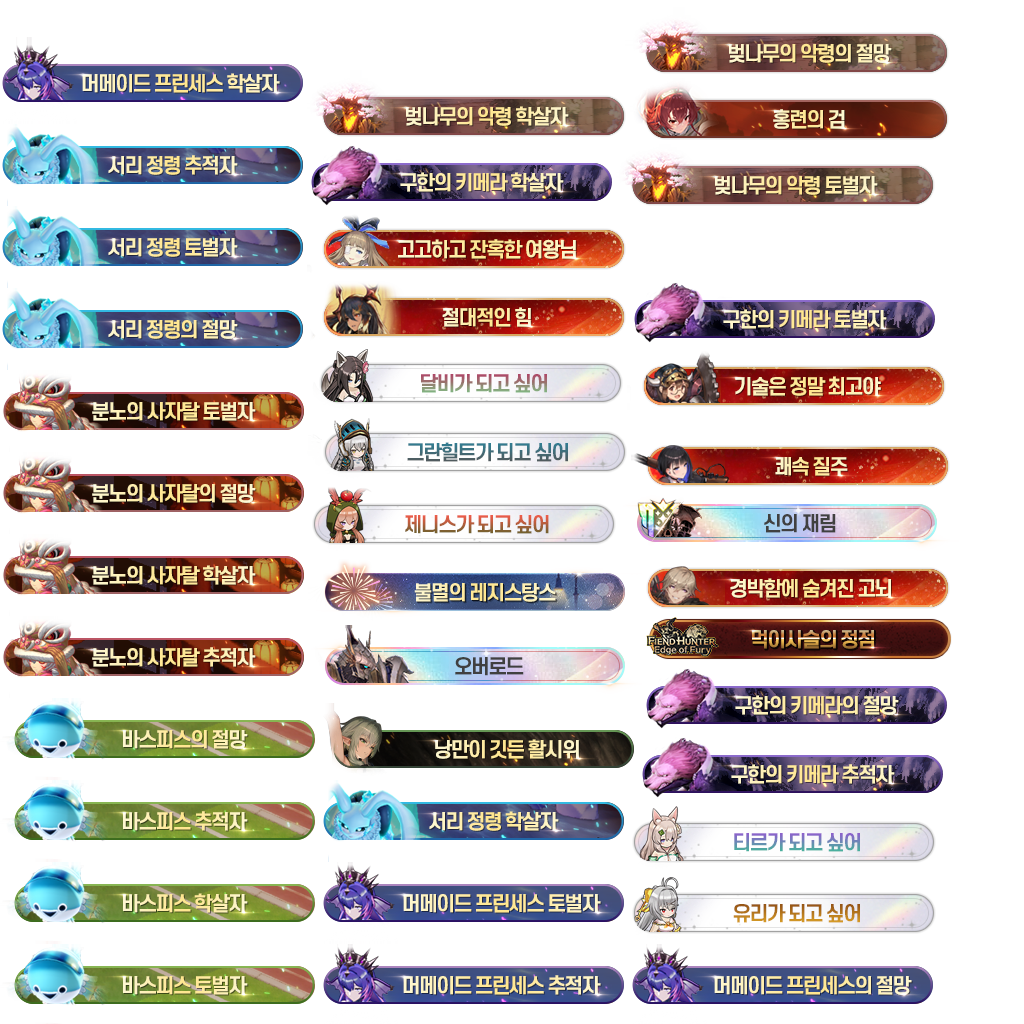 머메이드 프린세스 학살자
서리 정령 추적자
서리 정령 토벌자
서리 정령의 절망
분노의 사자탈 토벌자
분노의 사자탈의 절망
분노의 사자탈 학살자
분노의 사자탈 추적자
바스피스의 절망
바스피스 추적자
바스피스 학살자
바스피스 토벌자
벚나무의 악령 학살자
구한의 키메라 학살자
고고하고 잔혹한 여왕님
절대적인 힘
달비가 되고 싶어
그란힐트가 되고 싶어
제니스가 되고 싶어
불멸의 레지스탕스
오버로드
낭만이 깃든 활시위
서리 정령 학살자
머메이드 프린세스 토벌자
머메이드 프린세스 추적자
벚나무의 악령의 절망
홍련의 검
벚나무의 악령 토벌자
구한의 키메라 토벌자
기술은 정말 최고야
쾌속 질주
신의 재림
경박함에 숨겨진 고뇌
FIEND HUNTER
Edge of Fury
먹이사슬의 정점
구한의 키메라의 절망
구한의 키메라 추적자
티르가 되고 싶어
유리가 되고 싶어
머메이드 프린세스의 절망